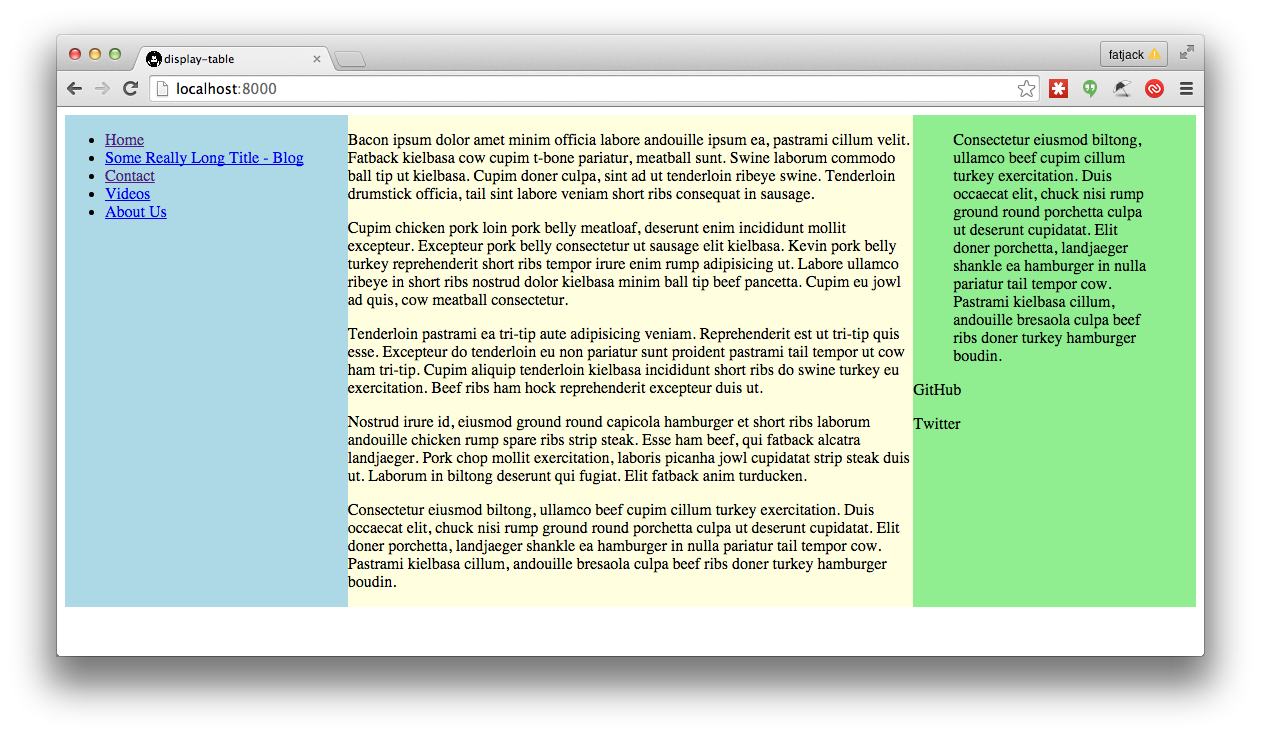 display-table
fatjack
localhost:8000
Home
Some Really Long Title - Blog
Contact
Videos
About Us
Bacon ipsum dolor amet minim officia labore andouille ipsum ea, pastrami cillum velit.
Fatback kielbasa cow cupim t-bone pariatur, meatball sunt. Swine laborum commodo
ball tip ut kielbasa. Cupim doner culpa, sint ad ut tenderloin ribeye swine. Tenderloin
drumstick officia, tail sint labore veniam short ribs consequat in sausage.
Cupim chicken pork loin pork belly meatloaf, deserunt enim incididunt mollit
excepteur. Excepteur pork belly consectetur ut sausage elit kielbasa. Kevin pork belly
turkey reprehenderit short ribs tempor irure enim rump adipisicing ut. Labore ullamco
ribeye in short ribs nostrud dolor kielbasa minim ball tip beef pancetta. Cupim eu jowl
ad quis, cow meatball consectetur.
Tenderloin pastrami ea tri-tip aute adipisicing veniam. Reprehenderit est ut tri-tip quis
esse. Excepteur do tenderloin eu non pariatur sunt proident pastrami tail tempor ut cow
ham tri-tip. Cupim aliquip tenderloin kielbasa incididunt short ribs do swine turkey eu
exercitation. Beef ribs ham hock reprehenderit excepteur duis ut.
Nostrud irure id, eiusmod ground round capicola hamburger et short ribs laborum
andouille chicken rump spare ribs strip steak. Esse ham beef, qui fatback alcatra
landjaeger. Pork chop mollit exercitation, laboris picanha jowl cupidatat strip steak duis
ut. Laborum in biltong deserunt qui fugiat. Elit fatback anim turducken.
Consectetur eiusmod biltong, ullamco beef cupim cillum turkey exercitation. Duis
occaecat elit, chuck nisi rump ground round porchetta culpa ut deserunt cupidatat. Elit
doner porchetta, landjaeger shankle ea hamburger in nulla pariatur tail tempor cow.
Pastrami kielbasa cillum, andouille bresaola culpa beef ribs doner turkey hamburger
boudin.
Consectetur eiusmod biltong,
ullamco beef cupim cillum
turkey exercitation. Duis
occaecat elit, chuck nisi rump
ground round porchetta culpa
ut deserunt cupidatat. Elit
doner porchetta, landjaeger
shankle ea hamburger in nulla
pariatur tail tempor cow.
Pastrami kielbasa cillum,
andouille bresaola culpa beef
ribs doner turkey hamburger
boudin.
GitHub
Twitter